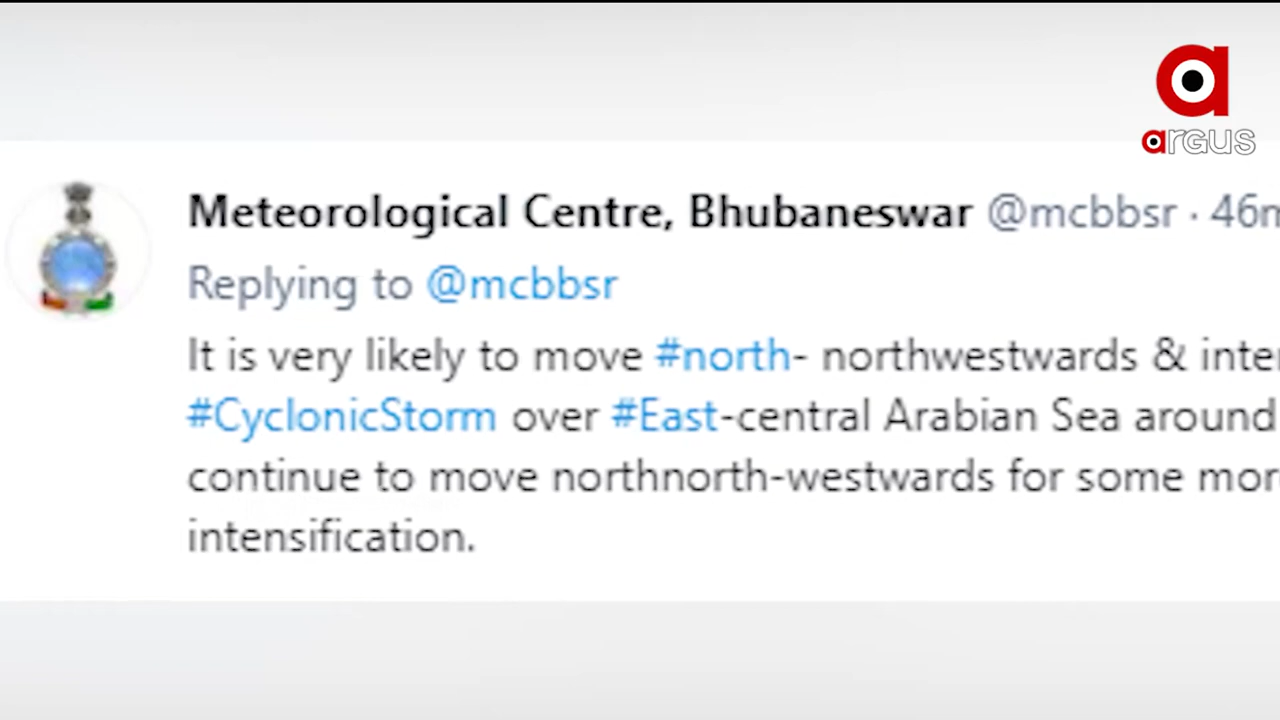 a
argus
Meteorological Centre, Bhubaneswar @mcbbsr · 46m
Replying to @mcbbsr
It is very likely to move #north- northwestwards & inte
#CyclonicStorm over #East-central Arabian Sea around
continue to move northnorth-westwards for some mor
intensification.